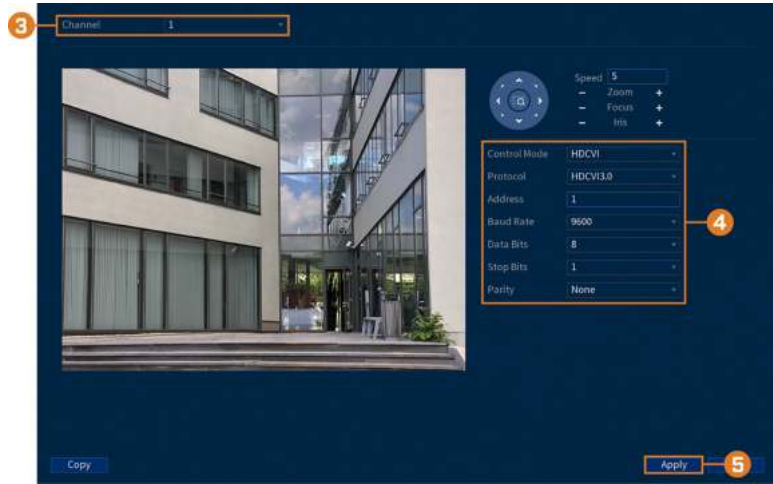 3
Channel 1
Speed 5
- Zoom +
- Focus +
- Iris +
Control Mode HDCVI
Protocol HDCVI3.0
Address 1
Baud Rate 9600
Data Bits 8
Stop Bits 1
Parity None
4
Copy
Apply
5